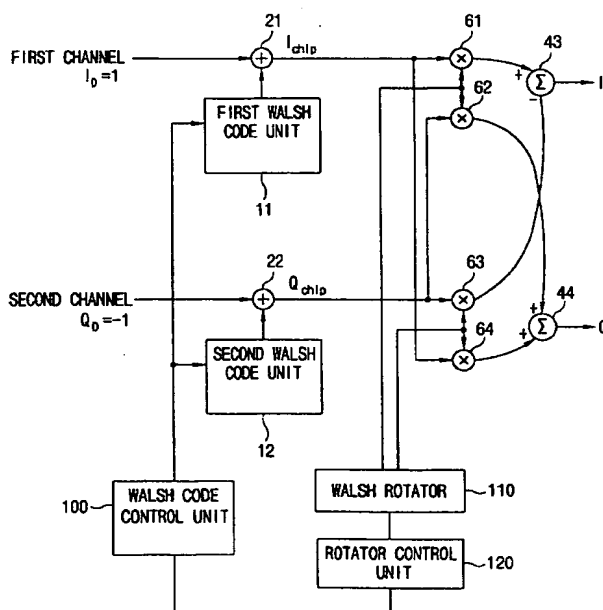 21
61
43
FIRST CHANNEL
I_D=1
+
I_chip
×
+
Σ
I
−
62
×
FIRST WALSH
CODE UNIT
11
22
63
SECOND CHANNEL
Q_D=-1
+
Q_chip
×
44
+
Σ
Q
+
64
×
SECOND WALSH
CODE UNIT
12
100
WALSH CODE
CONTROL UNIT
WALSH ROTATOR
110
ROTATOR CONTROL
UNIT
120